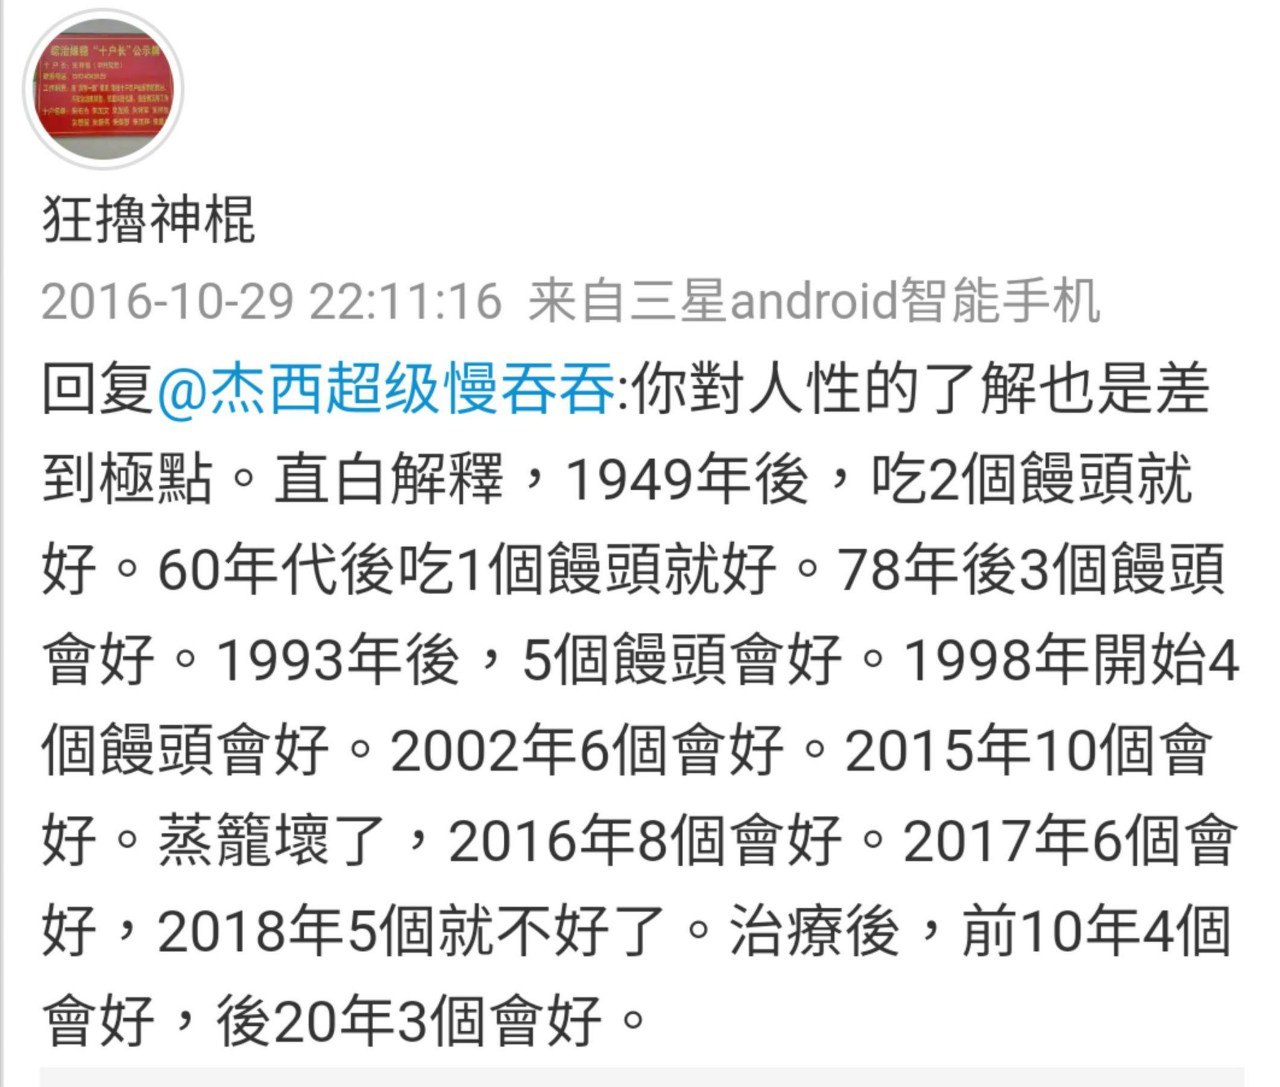 综治维稳“十户长”公示牌
狂擼神棍
2016-10-29 22:11:16 来自三星android智能手机
回复@杰西超级慢吞吞:你對人性的了解也是差
到極點。直白解釋，1949年後，吃2個饅頭就
好。60年代後吃1個饅頭就好。78年後3個饅頭
會好。1993年後，5個饅頭會好。1998年開始4
個饅頭會好。2002年6個會好。2015年10個會
好。蒸籠壞了，2016年8個會好。2017年6個會
好，2018年5個就不好了。治療後，前10年4個
會好，後20年3個會好。